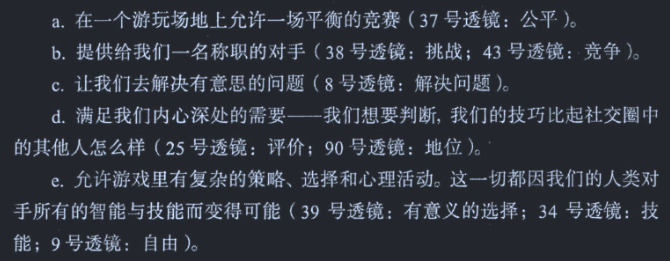 a. 在一个游玩场地上允许一场平衡的竞赛（37 号透镜：公平）。
b. 提供给我们一名称职的对手（38 号透镜：挑战；43 号透镜：竞争）。
c. 让我们去解决有意思的问题（8 号透镜：解决问题）。
d. 满足我们内心深处的需要——我们想要判断，我们的技巧比起社交圈中
的其他人怎么样（25 号透镜：评价；90 号透镜：地位）。
e. 允许游戏里有复杂的策略、选择和心理活动。这一切都因我们的人类对
手所有的智能与技能而变得可能（39 号透镜：有意义的选择；34 号透镜：技
能；9 号透镜：自由）。